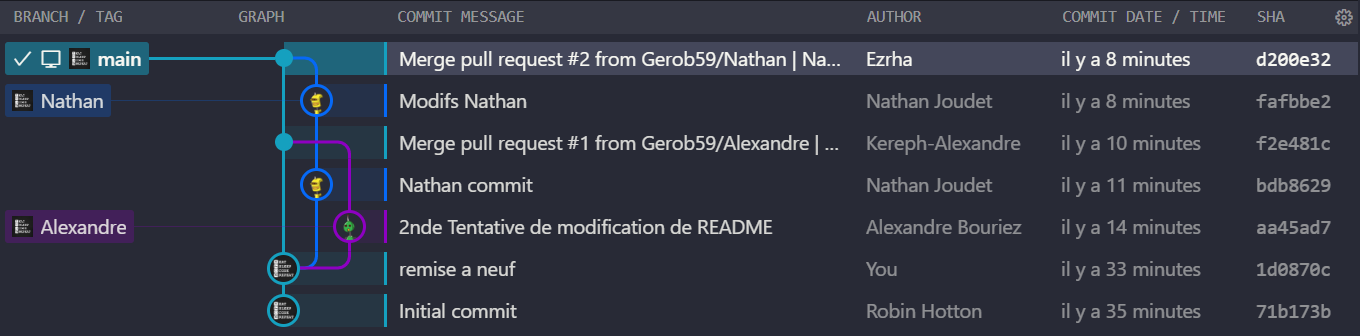 BRANCH / TAG GRAPH COMMIT MESSAGE AUTHOR COMMIT DATE / TIME SHA
main Merge pull request #2 from Gerob59/Nathan | Na... Ezrha il y a 8 minutes d200e32
Nathan Modifs Nathan Nathan Joudet il y a 8 minutes fafbbe2
Merge pull request #1 from Gerob59/Alexandre | ... Kereph-Alexandre il y a 10 minutes f2e481c
Nathan commit Nathan Joudet il y a 11 minutes bdb8629
Alexandre 2nde Tentative de modification de README Alexandre Bouriez il y a 14 minutes aa45ad7
remise a neuf You il y a 33 minutes 1d0870c
Initial commit Robin Hotton il y a 35 minutes 71b173b